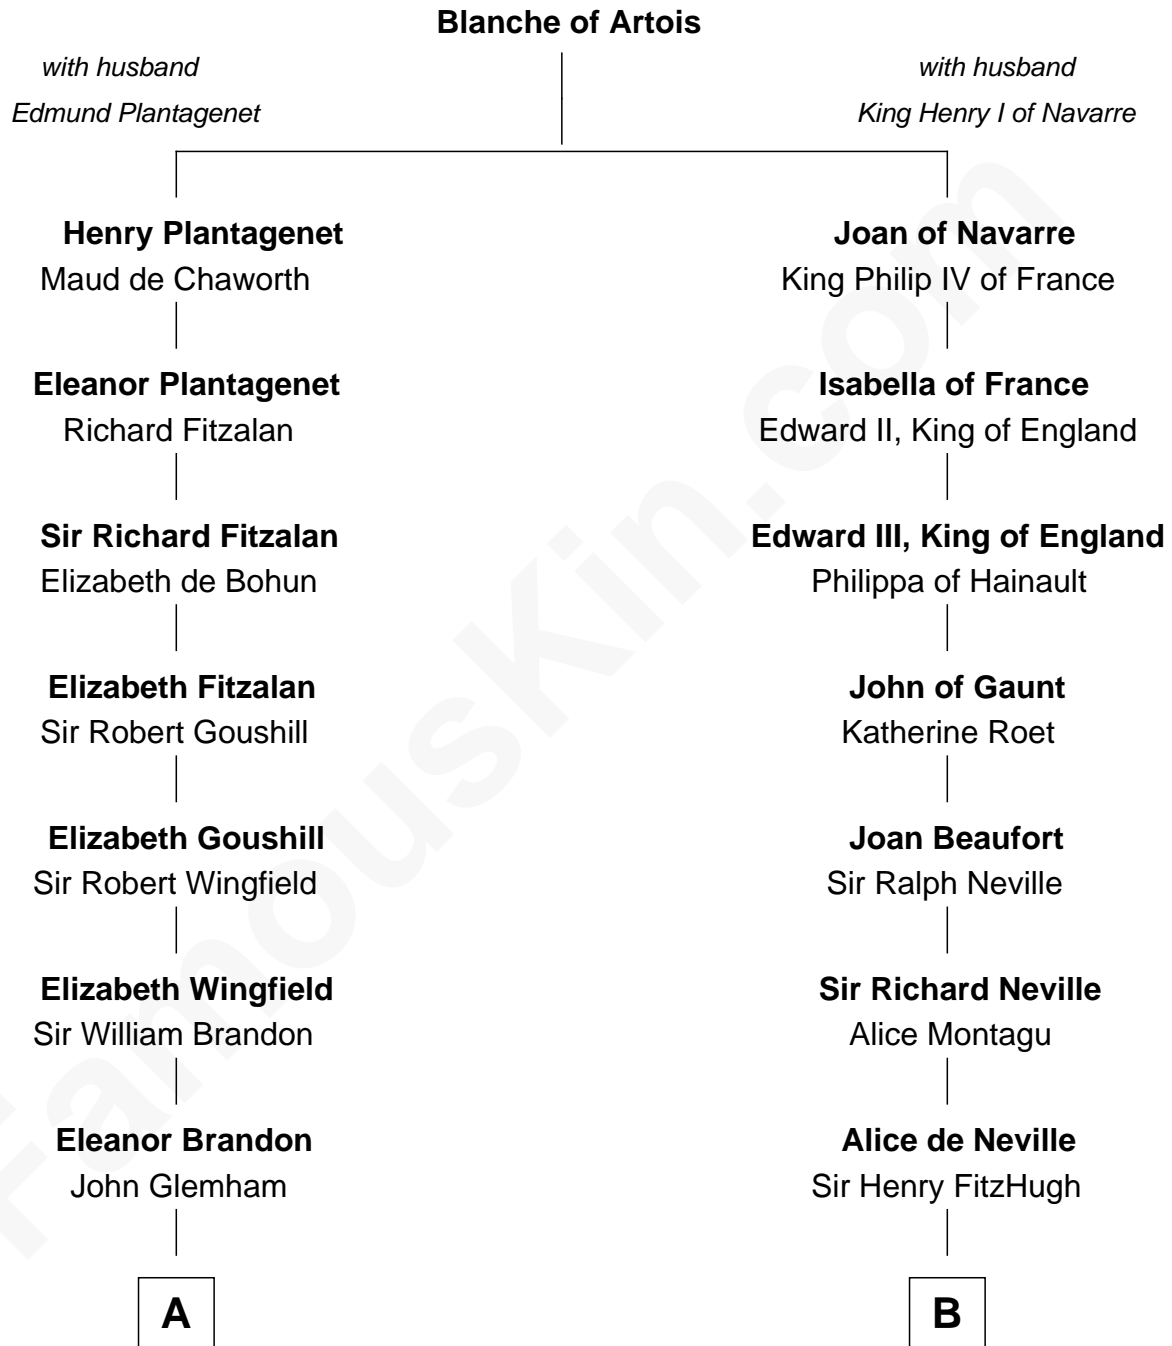 Blanche of Artois
with husband
Edmund Plantagenet
with husband
King Henry I of Navarre
Henry Plantagenet
Maud de Chaworth
Joan of Navarre
King Philip IV of France
Eleanor Plantagenet
Richard Fitzalan
Isabella of France
Edward II, King of England
Sir Richard Fitzalan
Elizabeth de Bohun
Edward III, King of England
Philippa of Hainault
Elizabeth Fitzalan
Sir Robert Goushill
John of Gaunt
Katherine Roet
Elizabeth Goushill
Sir Robert Wingfield
Joan Beaufort
Sir Ralph Neville
Elizabeth Wingfield
Sir William Brandon
Sir Richard Neville
Alice Montagu
Eleanor Brandon
John Glemham
Alice de Neville
Sir Henry FitzHugh
A
B
FamousKin.com